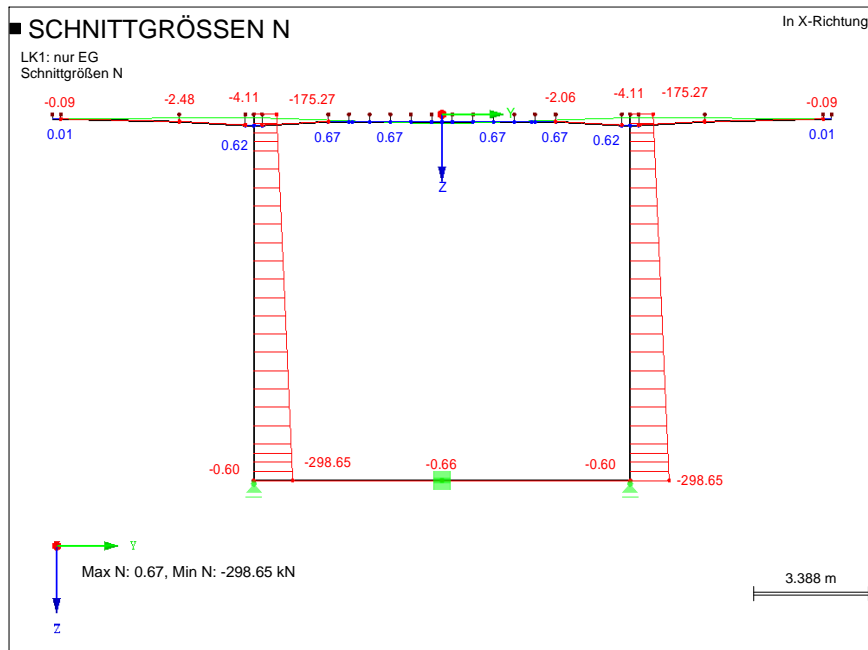 SCHNITTGRÖSSEN N
In X-Richtung
LK1: nur EG
Schnittgrößen N
-0.09 -2.48 -4.11 -175.27 -2.06 -4.11 -175.27 -0.09
Y
0.01 0.62 0.67 0.67 0.67 0.67 0.62 0.01
Z
-0.60 -298.65 -0.66 -0.60 -298.65
Y
Max N: 0.67, Min N: -298.65 kN
3.388 m
Z